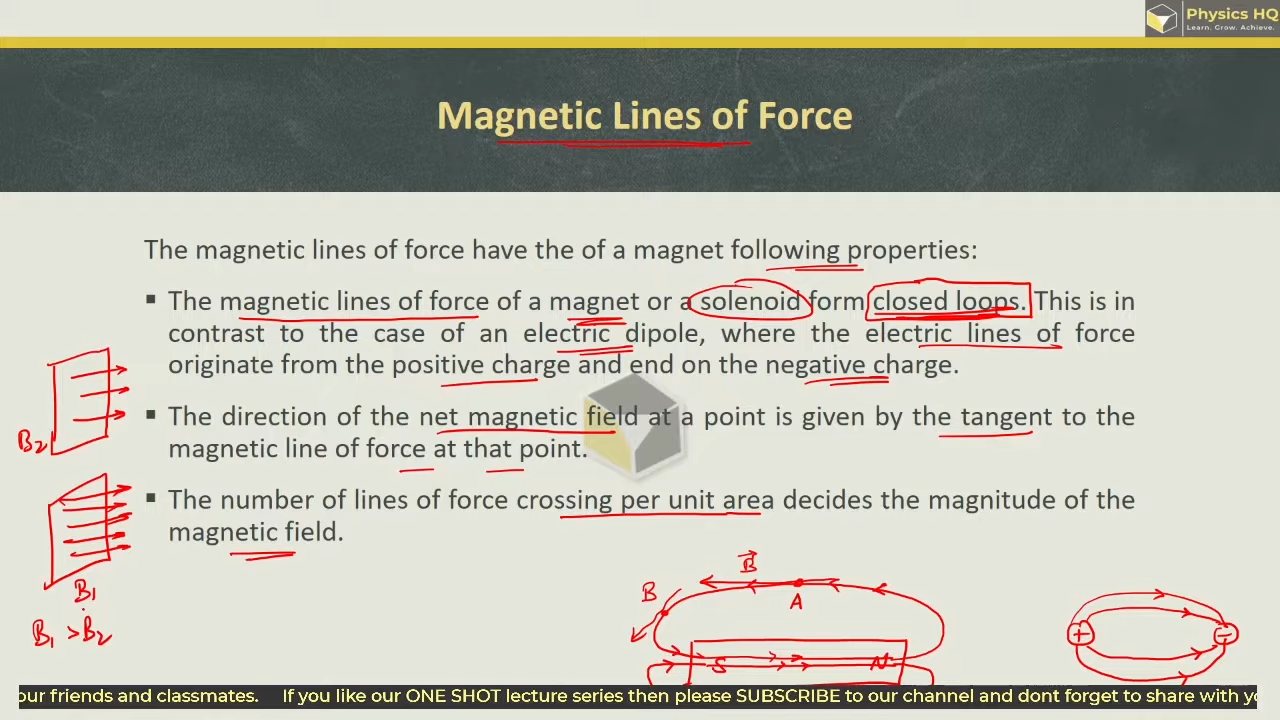 Physics HQ
Learn. Grow. Achieve.
Magnetic Lines of Force
The magnetic lines of force have the of a magnet following properties:
▪ The magnetic lines of force of a magnet or a solenoid form closed loops. This is in
contrast to the case of an electric dipole, where the electric lines of force
originate from the positive charge and end on the negative charge.
▪ The direction of the net magnetic field at a point is given by the tangent to the
magnetic line of force at that point.
▪ The number of lines of force crossing per unit area decides the magnitude of the
magnetic field.
B2
B1
B1 > B2
B
B
A
S
N
+
−
our friends and classmates. If you like our ONE SHOT lecture series then please SUBSCRIBE to our channel and dont forget to share with